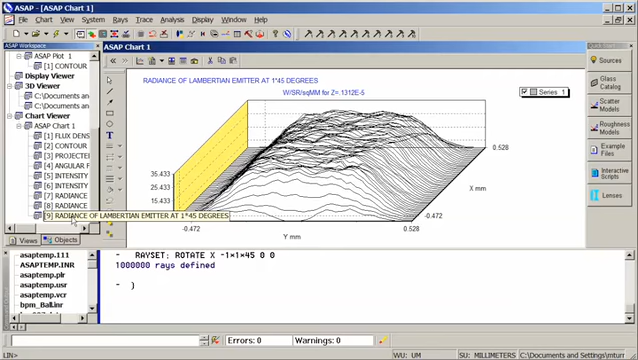 ASAP - [ASAP Chart 1]
File Chart View System Rays Trace Analysis Display Window Help
ASAP Workspace
ASAP Plot 1
[1] CONTOUR
Display Viewer
3D Viewer
C:\Documents and
C:\Documents and
Chart Viewer
ASAP Chart 1
[1] FLUX DENS
[2] CONTOUR
[3] PROJECTE
[4] ANGULAR F
[5] INTENSITY
[6] INTENSITY
[7] RADIANCE
[8] RADIANCE
[9] RADIANCE OF LAMBERTIAN EMITTER AT 1*45 DEGREES
Views Objects
ASAP Chart 1
RADIANCE OF LAMBERTIAN EMITTER AT 1*45 DEGREES
W/SR/sqMM for Z=.1312E-5
Series 1
35.433
25.433
15.433
-0.472
0.528
Y mm
-0.472
X mm
0.528
Quick Start
Sources
Glass Catalog
Scatter Models
Roughness Models
Example Files
Interactive Scripts
Lenses
asaptemp.111
ASAPTEMP.INR
asaptemp.plr
asaptemp.usr
asaptemp.vcr
bpm_Ball.inr
- RAYSET; ROTATE X -1*1*45 0 0
1000000 rays defined
- )
Errors: 0
Warnings: 0
LIN>
WU: UM
SU: MILLIMETERS
C:\Documents and Settings\mturn